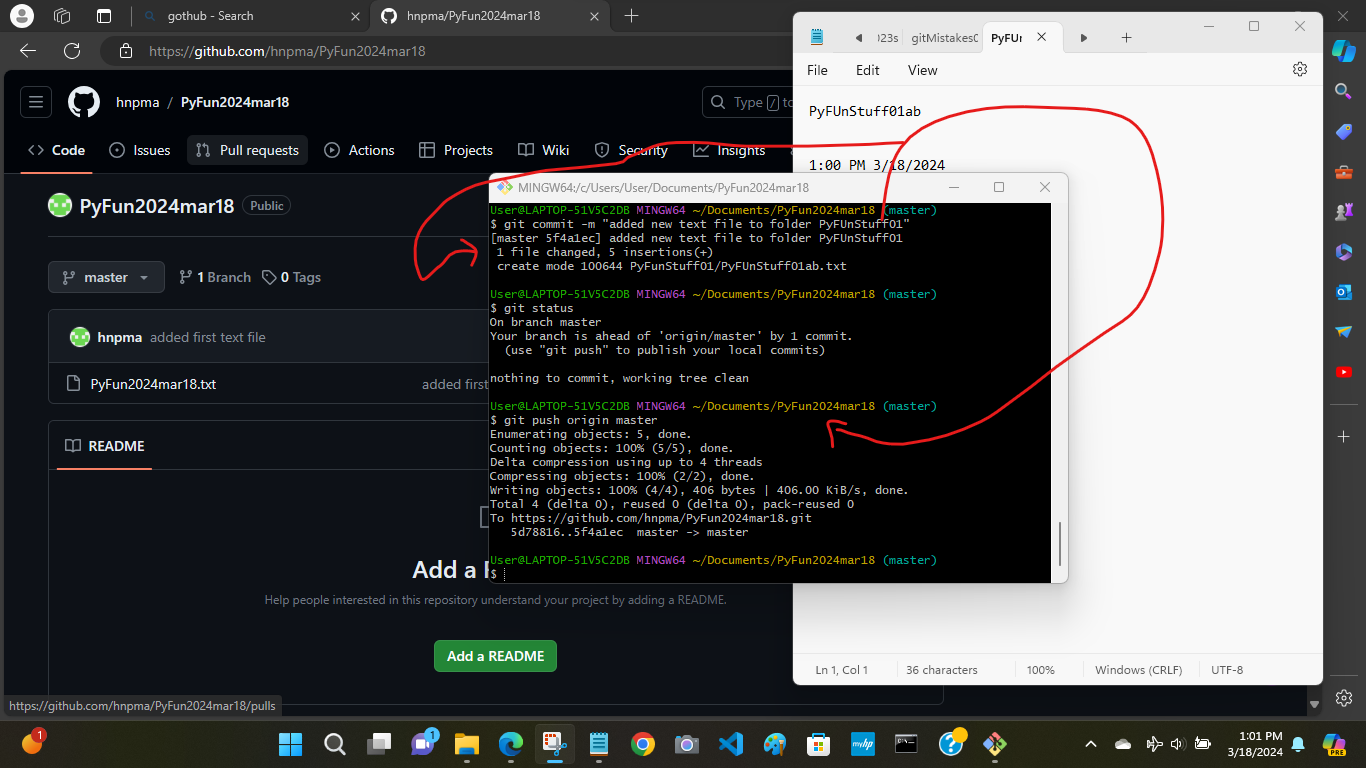 gothub - Search
hnpma/PyFun2024mar18
https://github.com/hnpma/PyFun2024mar18
hnpma / PyFun2024mar18
Type / to
Code
Issues
Pull requests
Actions
Projects
Wiki
Security
Insights
PyFun2024mar18
Public
master
1 Branch
0 Tags
hnpma added first text file
PyFun2024mar18.txt
added first
README
Add a R
Help people interested in this repository understand your project by adding a README.
Add a README
https://github.com/hnpma/PyFun2024mar18/pulls
023s
gitMistakes0
PyFUn
File
Edit
View
PyFUnStuff01ab
1:00 PM 3/18/2024
MINGW64:/c/Users/User/Documents/PyFun2024mar18
User@LAPTOP-51V5C2DB MINGW64 ~/Documents/PyFun2024mar18 (master)
$ git commit -m "added new text file to folder PyFUnStuff01"
[master 5f4a1ec] added new text file to folder PyFUnStuff01
1 file changed, 5 insertions(+)
create mode 100644 PyFunStuff01/PyFUnStuff01ab.txt
User@LAPTOP-51V5C2DB MINGW64 ~/Documents/PyFun2024mar18 (master)
$ git status
On branch master
Your branch is ahead of 'origin/master' by 1 commit.
(use "git push" to publish your local commits)
nothing to commit, working tree clean
User@LAPTOP-51V5C2DB MINGW64 ~/Documents/PyFun2024mar18 (master)
$ git push origin master
Enumerating objects: 5, done.
Counting objects: 100% (5/5), done.
Delta compression using up to 4 threads
Compressing objects: 100% (2/2), done.
Writing objects: 100% (4/4), 406 bytes | 406.00 KiB/s, done.
Total 4 (delta 0), reused 0 (delta 0), pack-reused 0
To https://github.com/hnpma/PyFun2024mar18.git
5d78816..5f4a1ec master -> master
User@LAPTOP-51V5C2DB MINGW64 ~/Documents/PyFun2024mar18 (master)
$
Ln 1, Col 1
36 characters
100%
Windows (CRLF)
UTF-8
1
1
myhp
1:01 PM
3/18/2024
PRE